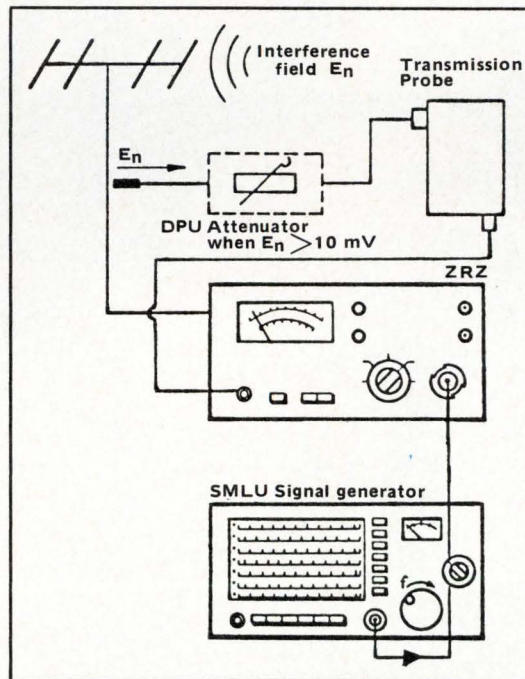 Interference
field En
Transmission
Probe
En
DPU Attenuator
when En >10 mV
ZRZ
SMLU Signal generator
f